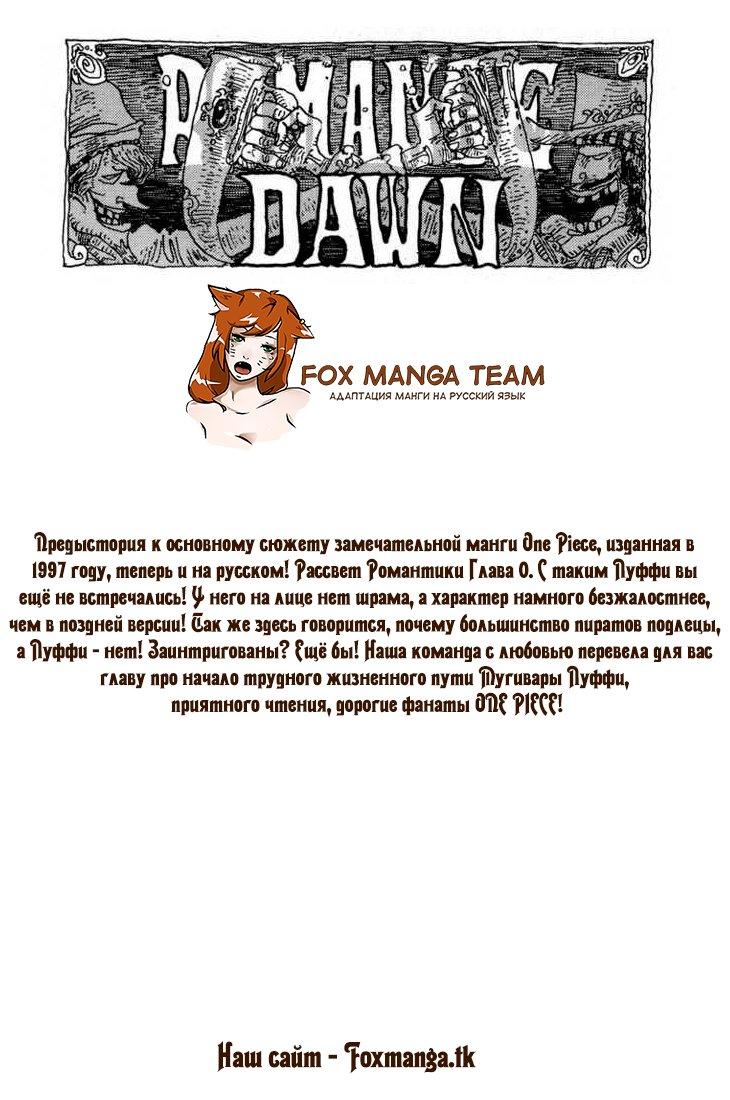 ROMANCE
DAWN
FOX MANGA TEAM
АДАПТАЦИЯ МАНГИ НА РУССКИЙ ЯЗЫК
Предыстория к основному сюжету замечательной манги One Piece, изданная в
1997 году, теперь и на русском! Рассвет Романтики Глава 0. С таким Луффи вы
ещё не встречались! У него на лице нет шрама, а характер намного безжалостнее,
чем в поздней версии! Так же здесь говорится, почему большинство пиратов подлецы,
а Луффи - нет! Заинтригованы? Ещё бы! Наша команда с любовью перевела для вас
главу про начало трудного жизненного пути Мугивары Луффи,
приятного чтения, дорогие фанаты ONE PIECE!
Наш сайт - Foxmanga.tk